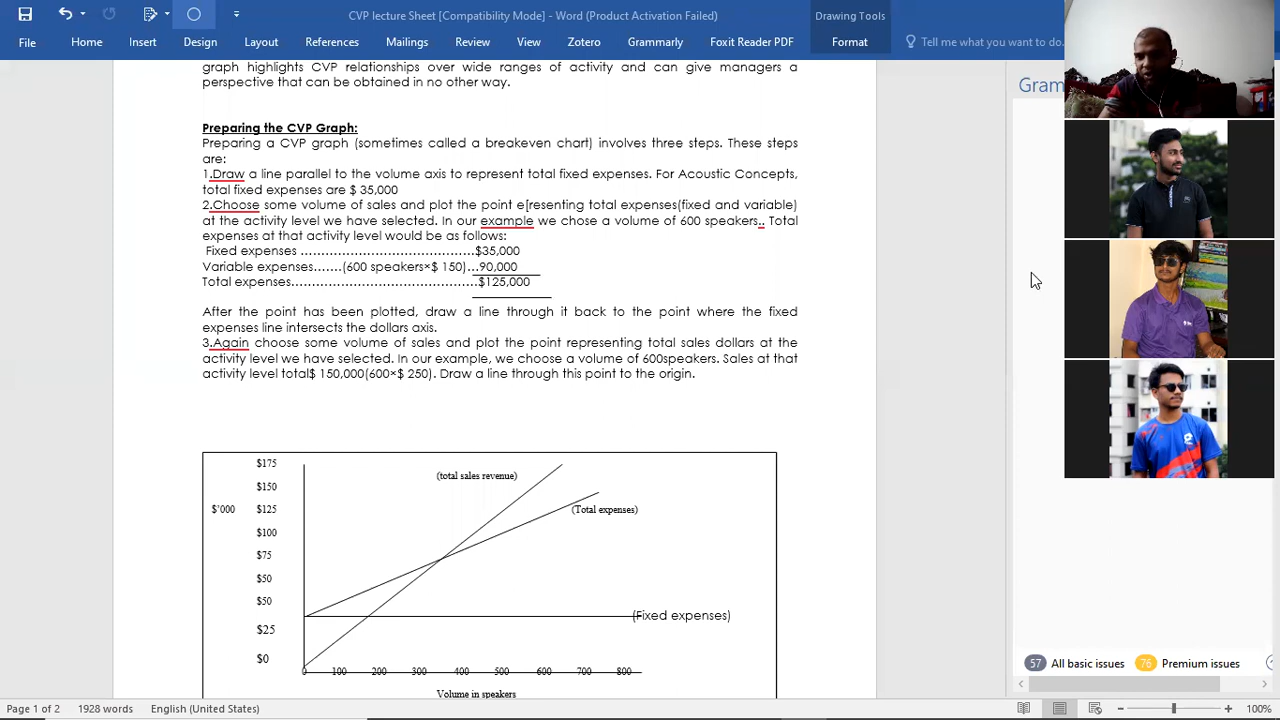 CVP lecture Sheet [Compatibility Mode] - Word (Product Activation Failed)
Drawing Tools
File Home Insert Design Layout References Mailings Review View Zotero Grammarly Foxit Reader PDF Format Tell me what you want to do.
graph highlights CVP relationships over wide ranges of activity and can give managers a
perspective that can be obtained in no other way.
Preparing the CVP Graph:
Preparing a CVP graph (sometimes called a breakeven chart) involves three steps. These steps
are:
1.Draw a line parallel to the volume axis to represent total fixed expenses. For Acoustic Concepts,
total fixed expenses are $ 35,000
2.Choose some volume of sales and plot the point e[resenting total expenses(fixed and variable)
at the activity level we have selected. In our example we chose a volume of 600 speakers.. Total
expenses at that activity level would be as follows:
Fixed expenses …………………………………….$35,000
Variable expenses…….(600 speakers×$ 150)…90,000
Total expenses……………………………………….$125,000
After the point has been plotted, draw a line through it back to the point where the fixed
expenses line intersects the dollars axis.
3.Again choose some volume of sales and plot the point representing total sales dollars at the
activity level we have selected. In our example, we choose a volume of 600speakers. Sales at that
activity level total$ 150,000(600×$ 250). Draw a line through this point to the origin.
$175
(total sales revenue)
$150
$'000 $125 (Total expenses)
$100
$75
$50
$50
(Fixed expenses)
$25
$0
0 100 200 300 400 500 600 700 800
Volume in speakers
Gram
57 All basic issues 76 Premium issues
Page 1 of 2 1928 words English (United States) 100%